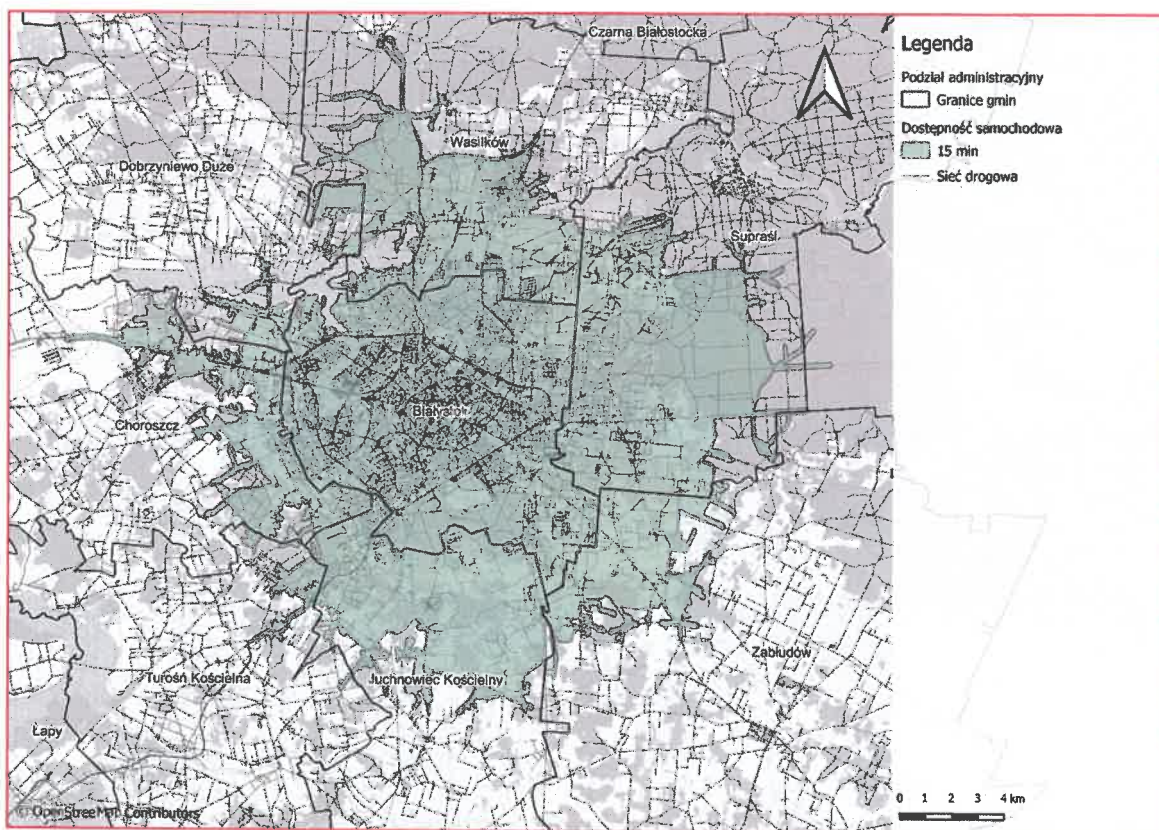 Czarna Białostocka
Wasilków
Dobrzyniewo Duże
Supraśl
Białystok
Choroszcz
Zabłudów
Turośń Kościelna
Juchnowiec Kościelny
Łapy
© OpenStreetMap Contributors
Legenda
Podział administracyjny
Granice gmin
Dostępność samochodowa
15 min
Sieć drogowa
0 1 2 3 4 km